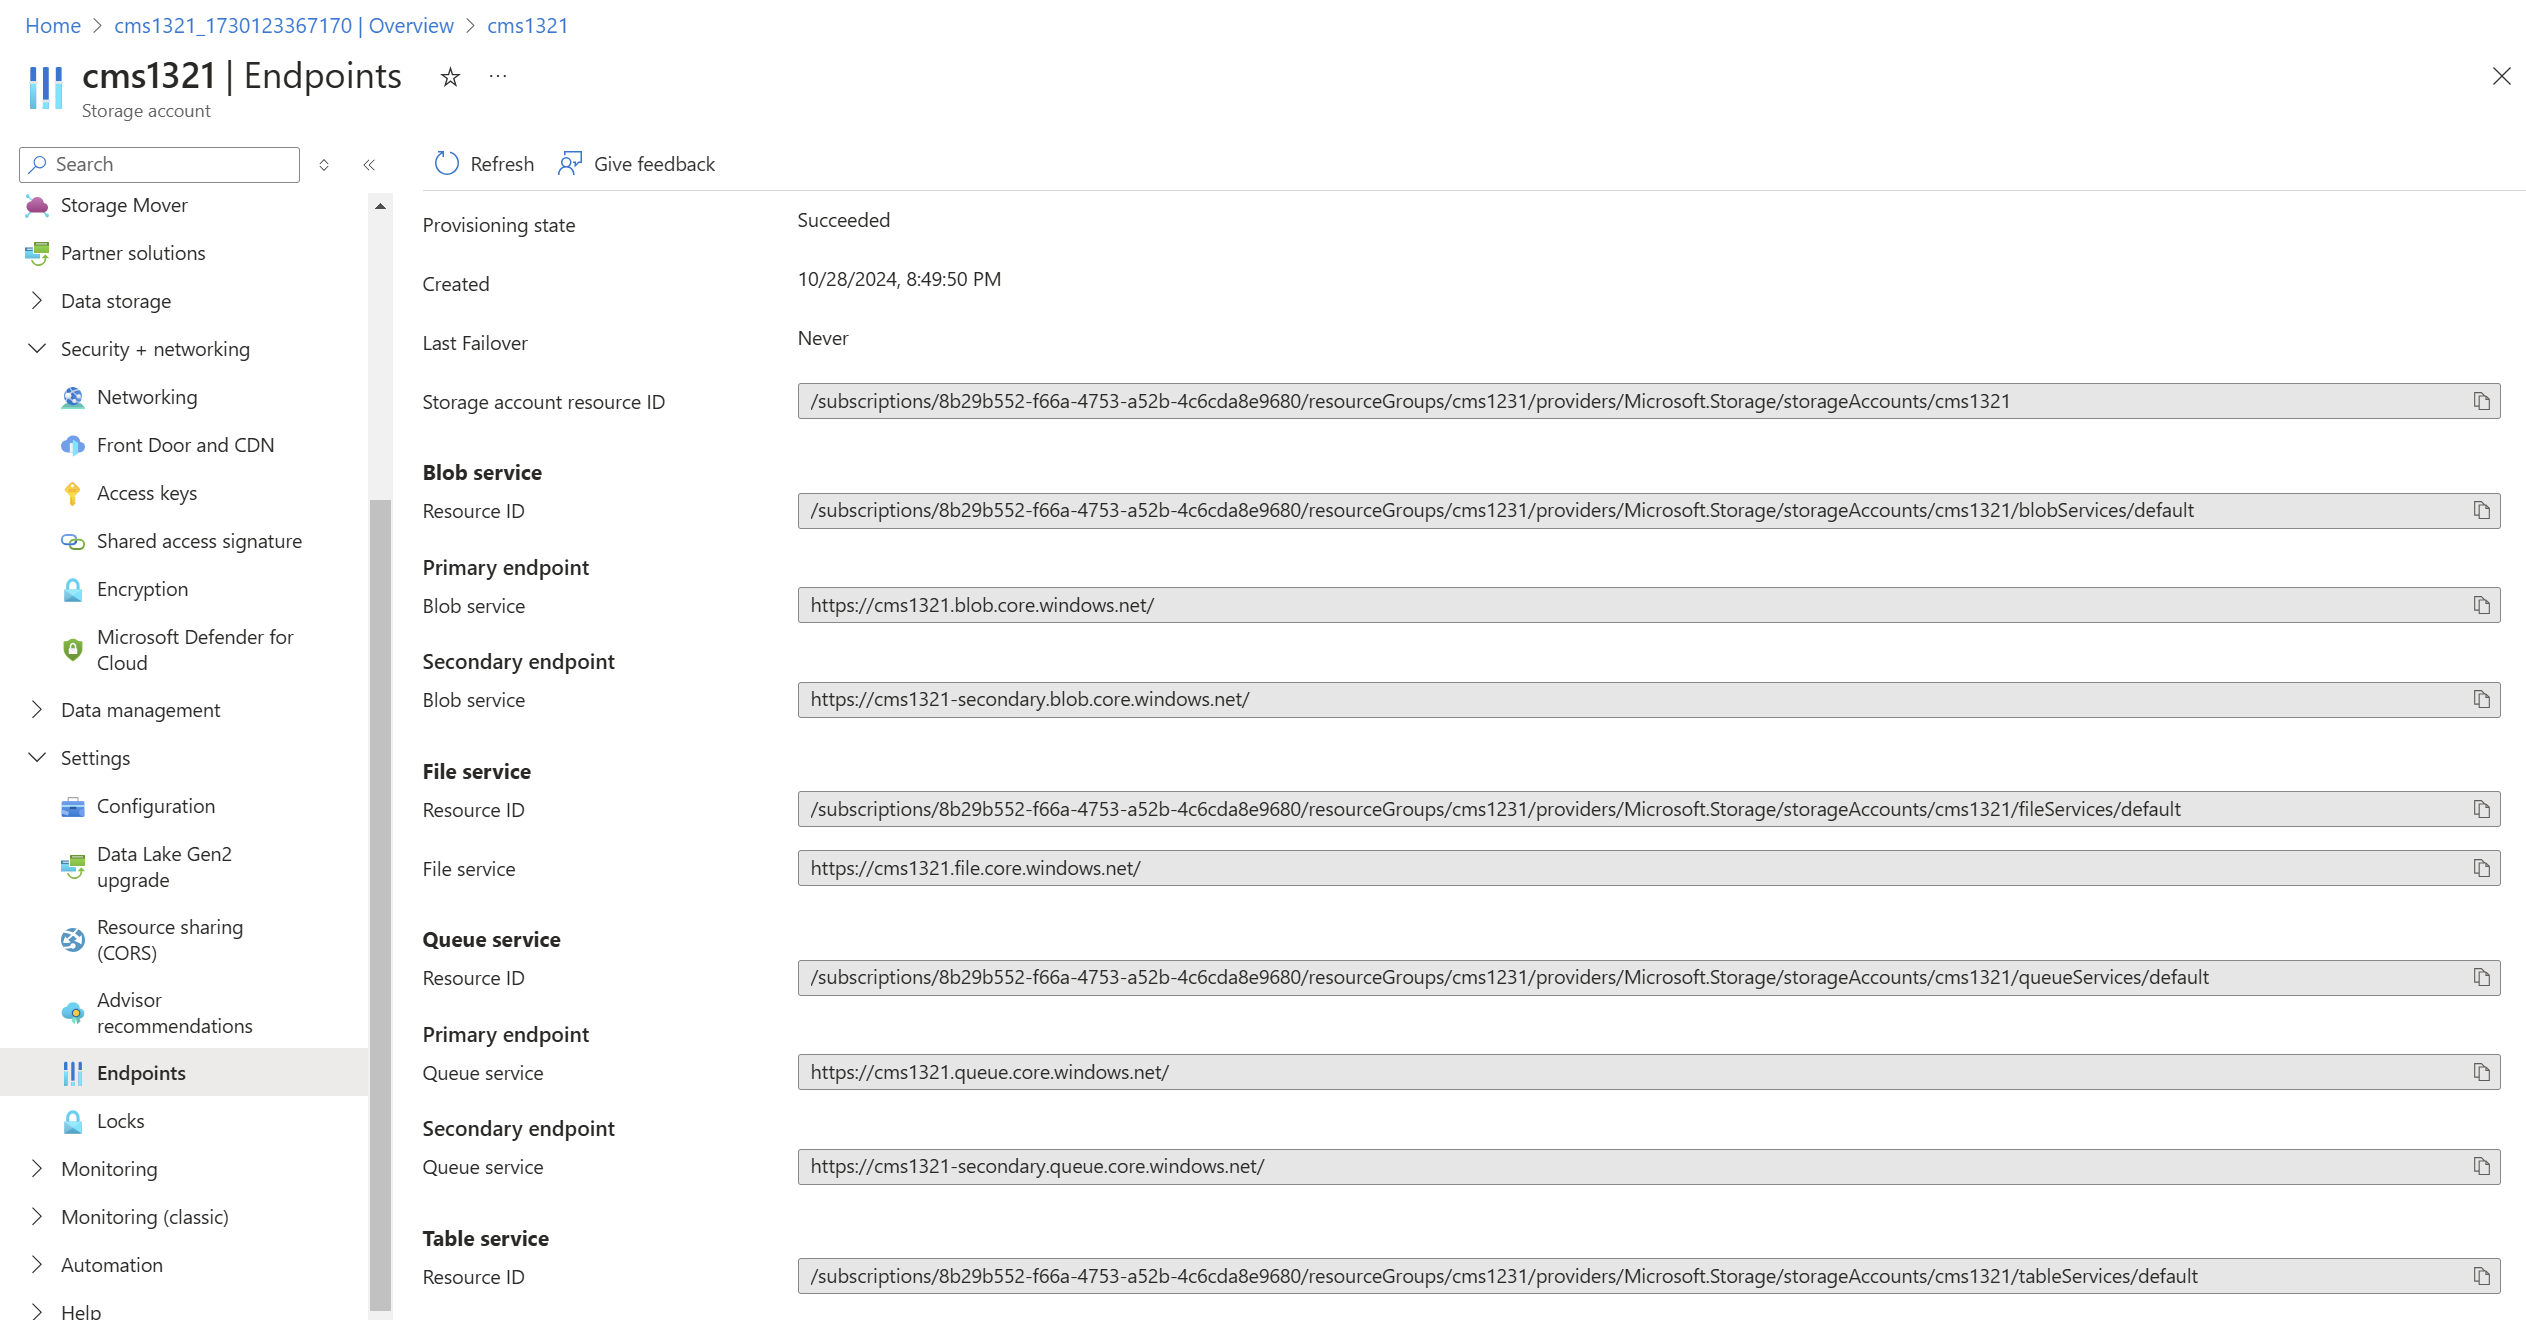 Home > cms1321_1730123367170 | Overview > cms1321
cms1321 | Endpoints
Storage account
Search
Storage Mover
Partner solutions
Data storage
Security + networking
Networking
Front Door and CDN
Access keys
Shared access signature
Encryption
Microsoft Defender for
Cloud
Data management
Settings
Configuration
Data Lake Gen2
upgrade
Resource sharing
(CORS)
Advisor
recommendations
Endpoints
Locks
Monitoring
Monitoring (classic)
Automation
Help
Refresh Give feedback
Provisioning state Succeeded
Created 10/28/2024, 8:49:50 PM
Last Failover Never
Storage account resource ID /subscriptions/8b29b552-f66a-4753-a52b-4c6cda8e9680/resourceGroups/cms1231/providers/Microsoft.Storage/storageAccounts/cms1321
Blob service
Resource ID /subscriptions/8b29b552-f66a-4753-a52b-4c6cda8e9680/resourceGroups/cms1231/providers/Microsoft.Storage/storageAccounts/cms1321/blobServices/default
Primary endpoint
Blob service https://cms1321.blob.core.windows.net/
Secondary endpoint
Blob service https://cms1321-secondary.blob.core.windows.net/
File service
Resource ID /subscriptions/8b29b552-f66a-4753-a52b-4c6cda8e9680/resourceGroups/cms1231/providers/Microsoft.Storage/storageAccounts/cms1321/fileServices/default
File service https://cms1321.file.core.windows.net/
Queue service
Resource ID /subscriptions/8b29b552-f66a-4753-a52b-4c6cda8e9680/resourceGroups/cms1231/providers/Microsoft.Storage/storageAccounts/cms1321/queueServices/default
Primary endpoint
Queue service https://cms1321.queue.core.windows.net/
Secondary endpoint
Queue service https://cms1321-secondary.queue.core.windows.net/
Table service
Resource ID /subscriptions/8b29b552-f66a-4753-a52b-4c6cda8e9680/resourceGroups/cms1231/providers/Microsoft.Storage/storageAccounts/cms1321/tableServices/default